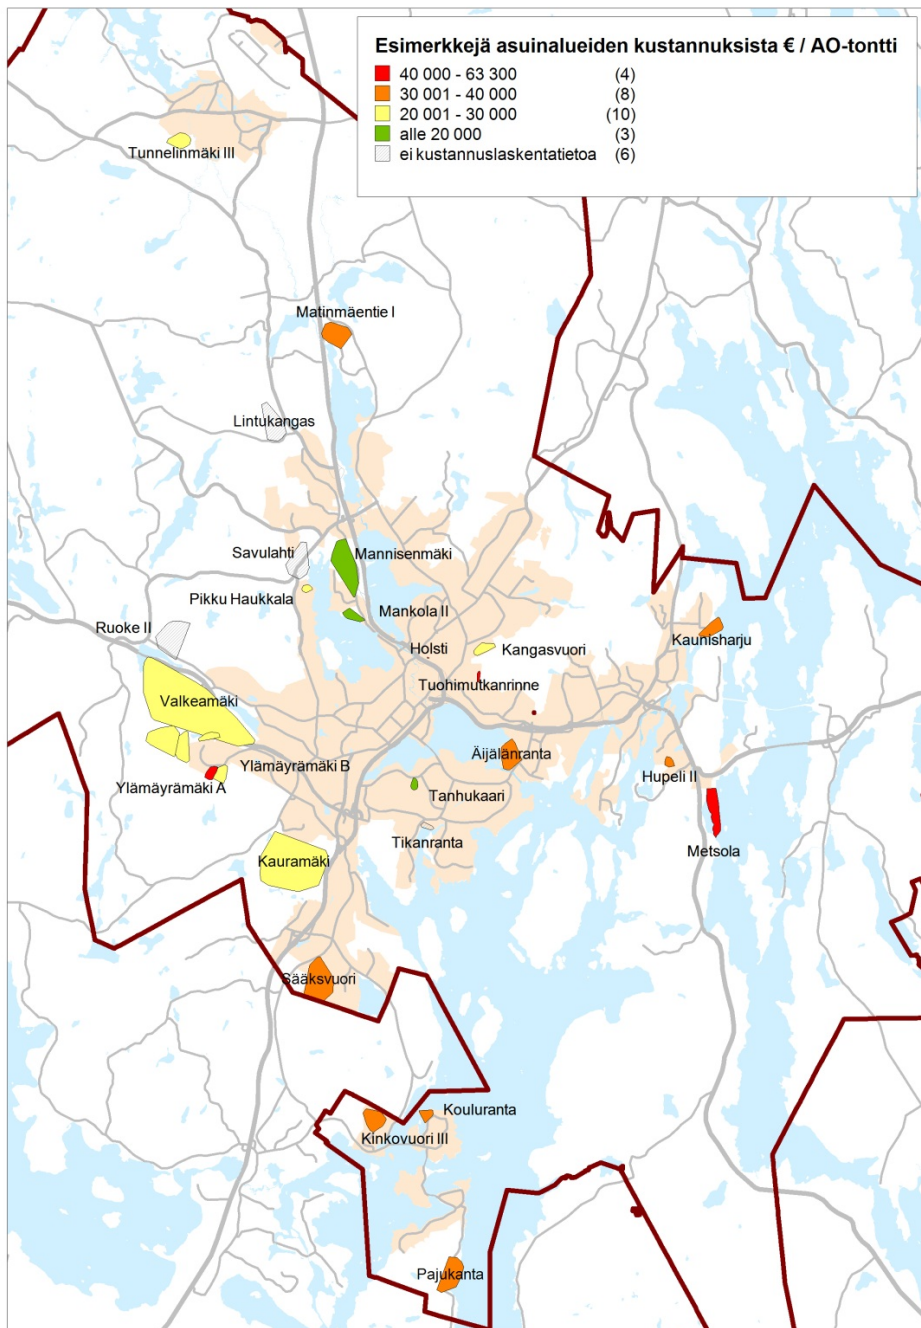 Esimerkkejä asuinalueiden kustannuksista € / AO-tontti
40 000 - 63 300 (4)
30 001 - 40 000 (8)
20 001 - 30 000 (10)
alle 20 000 (3)
ei kustannuslaskentatietoa (6)
Tunnelinmäki III
Matinmäentie I
Lintukangas
Savulahti
Mannisenmäki
Pikku Haukkala
Mankola II
Ruoke II
Holsti
Kangasvuori
Kaunisharju
Tuohimutkanrinne
Valkeamäki
Äijälänranta
Ylämäyrämäki B
Hupeli II
Ylämäyrämäki A
Tanhukaari
Tikanranta
Metsola
Kauramäki
Sääksvuori
Kouluranta
Kinkovuori III
Pajukanta